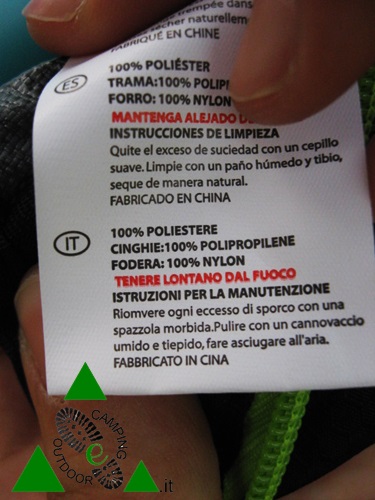 trempée dans
sécher naturellem
FABRIQUÉ EN CHINE
ES
100% POLIÉSTER
TRAMA:100%
FORRO: 100% NYLON
MANTENGA ALEJADO
INSTRUCCIONES DE LIMPIEZA
Quite el exceso de suciedad con un cepillo
suave.Limpie con un paño húmedo y tibio,
seque de manera natural.
FABRICADO EN CHINA
IT
100% POLIESTERE
CINGHIE:100% POLIPROPILENE
FODERA: 100% NYLON
TENERE LONTANO DAL FUOCO
ISTRUZIONI PER LA MANUTENZIONE
Riomvere ogni eccesso di sporco con una
spazzola morbida.Pulire con un cannovaccio
umido e tiepido, fare asciugare all'aria.
FABBRICATO IN CINA
CAMPING
OUTDOOR
.it